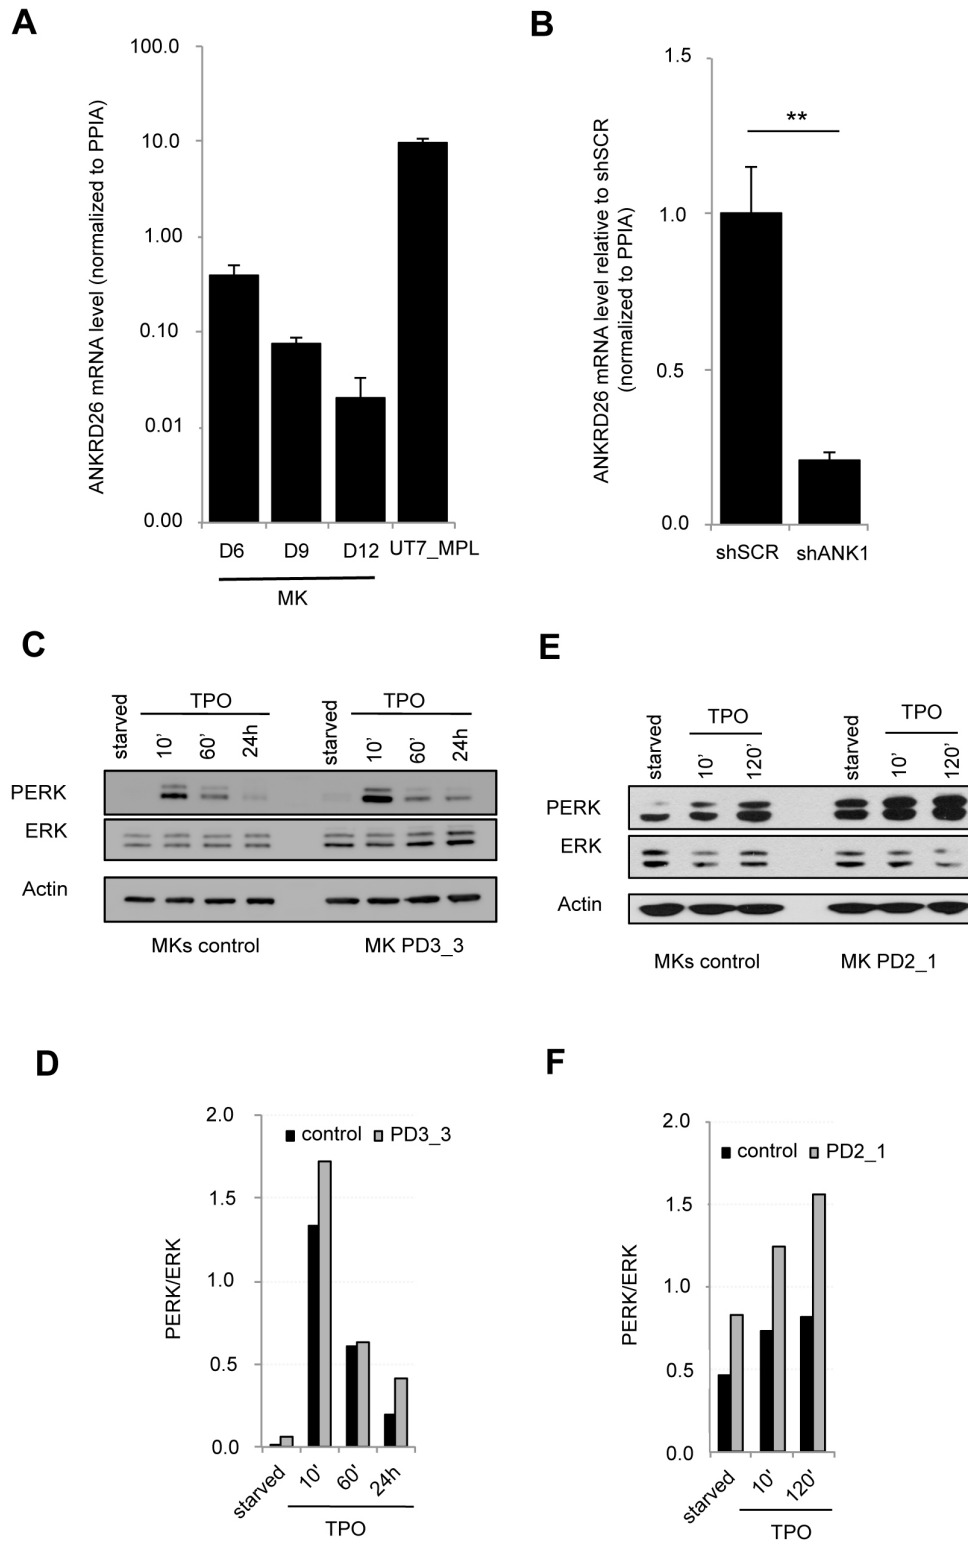 A
ANKRD26 mRNA level (normalized to PPIA)
100.0
10.0
1.00
0.10
0.01
0.00
D6 D9 D12 UT7_MPL
MK
B
ANKRD26 mRNA level relative to shSCR
(normalized to PPIA)
1.5
1.0
0.5
0.0
**
shSCR shANK1
C
starved TPO starved TPO
10' 60' 24h 10' 60' 24h
PERK
ERK
Actin
MKs control MK PD3_3
E
starved TPO starved TPO
10' 120' 10' 120'
PERK
ERK
Actin
MKs control MK PD2_1
D
PERK/ERK
2.0
1.5
1.0
0.5
0.0
control PD3_3
starved 10' 60' 24h
TPO
F
PERK/ERK
2.0
1.5
1.0
0.5
0.0
control PD2_1
starved 10' 120'
TPO